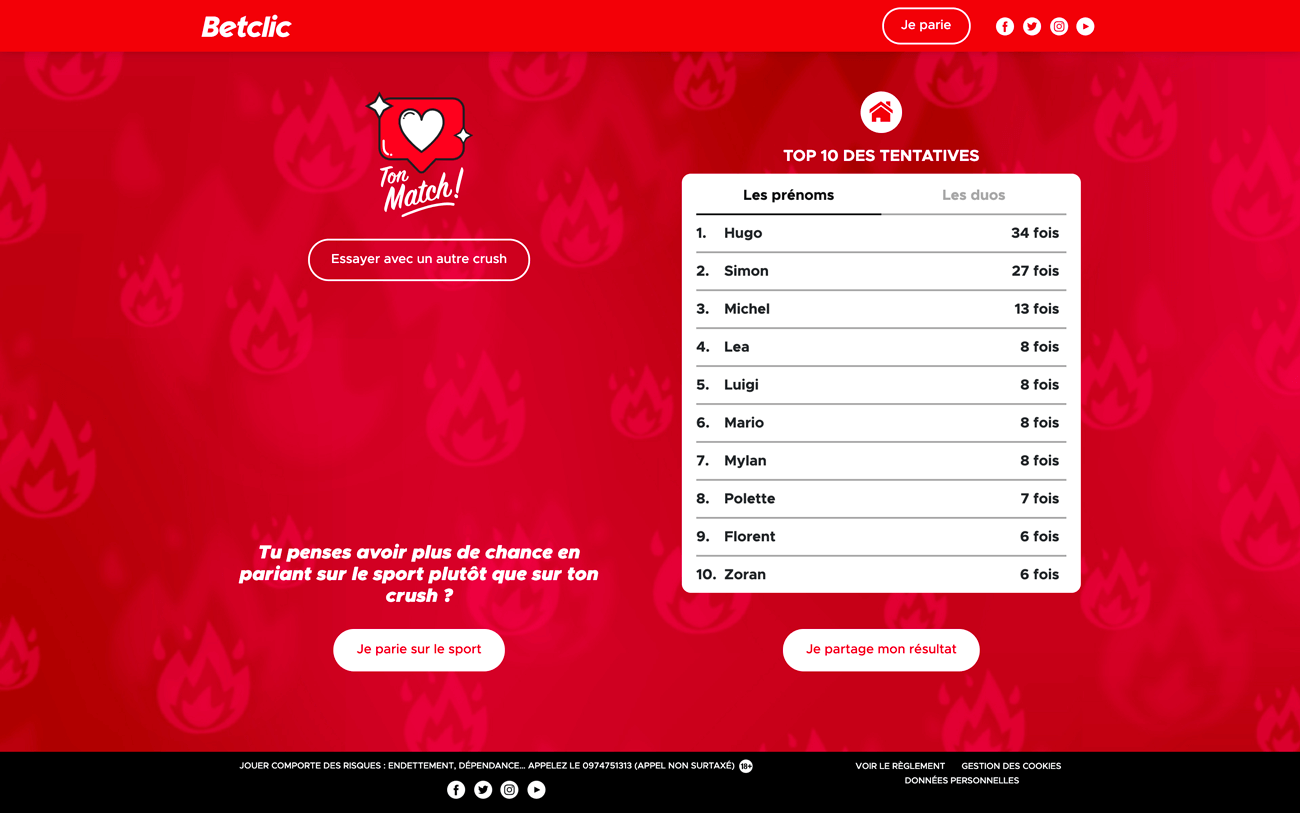 Betclic
Je parie
Ton
Match !
Essayer avec un autre crush
Tu penses avoir plus de chance en
pariant sur le sport plutôt que sur ton
crush ?
Je parie sur le sport
TOP 10 DES TENTATIVES
Les prénoms Les duos
1. Hugo 34 fois
2. Simon 27 fois
3. Michel 13 fois
4. Lea 8 fois
5. Luigi 8 fois
6. Mario 8 fois
7. Mylan 8 fois
8. Polette 7 fois
9. Florent 6 fois
10. Zoran 6 fois
Je partage mon résultat
JOUER COMPORTE DES RISQUES : ENDETTEMENT, DÉPENDANCE... APPELEZ LE 0974751313 (APPEL NON SURTAXÉ) 18+
VOIR LE RÈGLEMENT GESTION DES COOKIES
DONNÉES PERSONNELLES